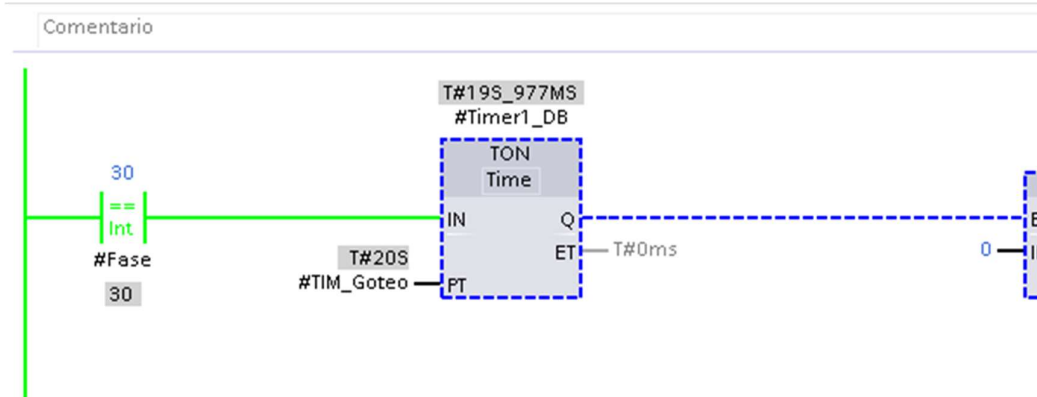 Comentario
T#19S_977MS
#Timer1_DB
TON
Time
30
==
Int
#Fase
30
IN
Q
T#20S
#TIM_Goteo
PT
ET
T#0ms
0